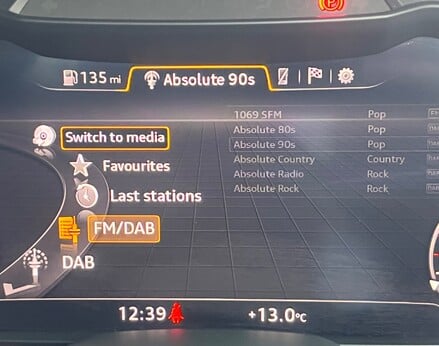 135 mi
Absolute 90s
Switch to media
Favourites
Last stations
FM/DAB
DAB
1069 SFM Pop
Absolute 80s Pop
Absolute 90s Pop
Absolute Country Country
Absolute Radio Rock
Absolute Rock Rock
12:39
+13.0°C